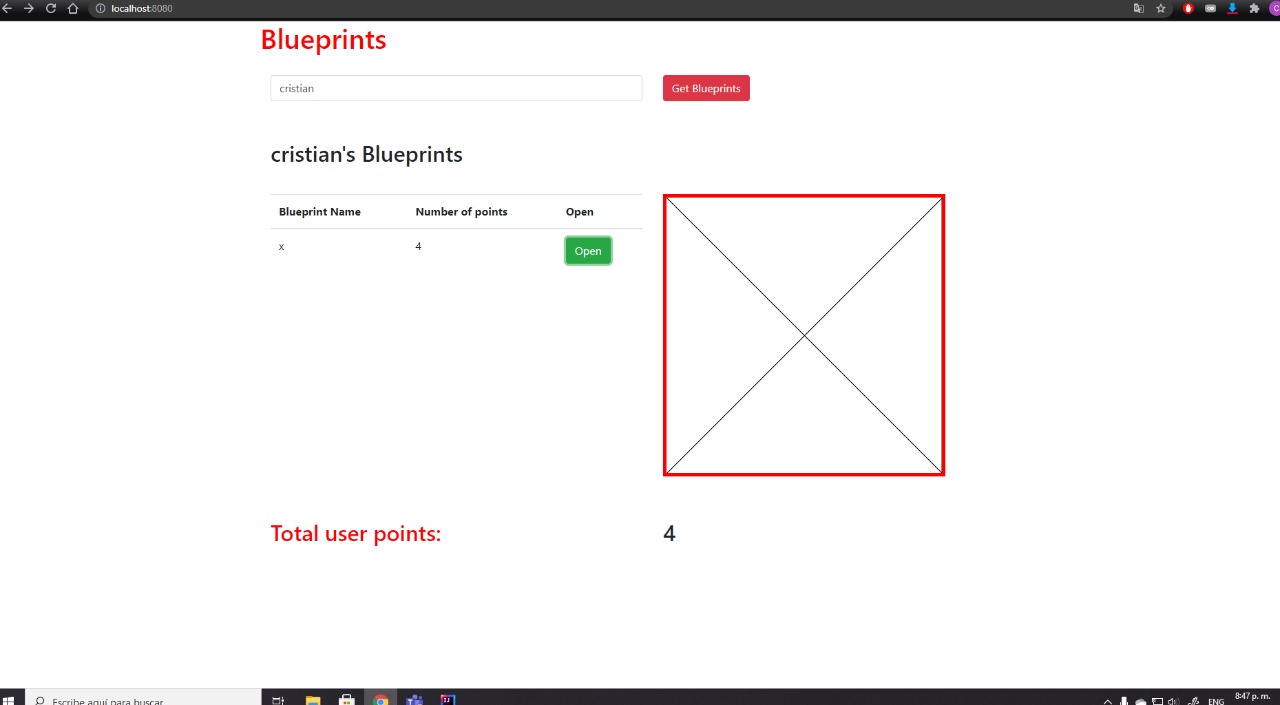 localhost:8080
Blueprints
cristian
Get Blueprints
cristian's Blueprints
Blueprint Name Number of points Open
x 4 Open
Total user points: 4
Escribe aquí para buscar
ENG
8:47 p. m.